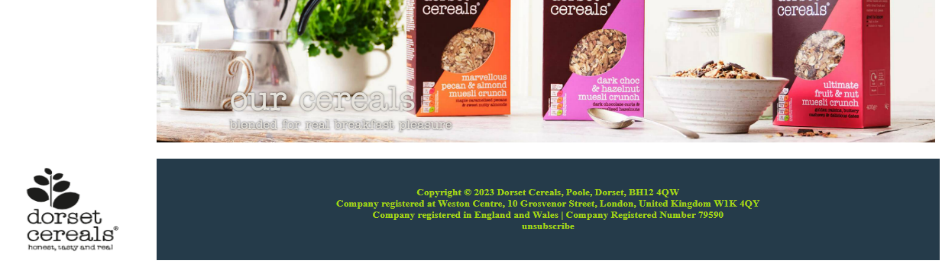 cereals®
cereals®
cereals®
marvellous
pecan & almond
muesli crunch
dark choc
& hazelnut
muesli crunch
ultimate
fruit & nut
muesli crunch
our cereals
blended for real breakfast pleasure
dorset
cereals®
honest, tasty and real
Copyright © 2023 Dorset Cereals, Poole, Dorset, BH12 4QW
Company registered at Weston Centre, 10 Grosvenor Street, London, United Kingdom W1K 4QY
Company registered in England and Wales | Company Registered Number 79590
unsubscribe